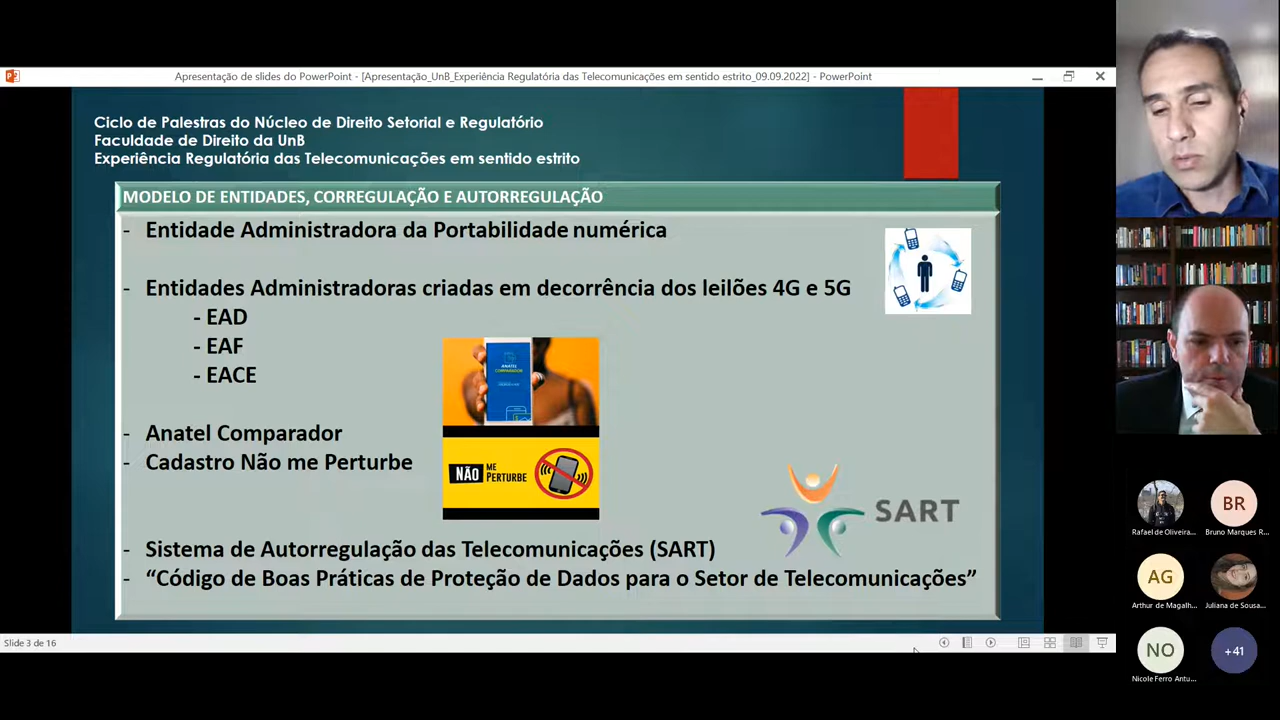 Apresentação de slides do PowerPoint - [Apresentação_UnB_Experiência Regulatória das Telecomunicações em sentido estrito_09.09.2022] - PowerPoint
Ciclo de Palestras do Núcleo de Direito Setorial e Regulatório
Faculdade de Direito da UnB
Experiência Regulatória das Telecomunicações em sentido estrito
MODELO DE ENTIDADES, CORREGULAÇÃO E AUTORREGULAÇÃO
- Entidade Administradora da Portabilidade numérica
- Entidades Administradoras criadas em decorrência dos leilões 4G e 5G
- EAD
- EAF
- EACE
ANATEL
COMPARADOR
- Anatel Comparador
- Cadastro Não me Perturbe
NÃO ME PERTURBE
SART
- Sistema de Autorregulação das Telecomunicações (SART)
- “Código de Boas Práticas de Proteção de Dados para o Setor de Telecomunicações”
Slide 3 de 16
BR
Rafael de Oliveira...
Bruno Marques R...
AG
Arthur de Magalh...
Juliana de Sousa...
NO
+41
Nicole Ferro Antu...